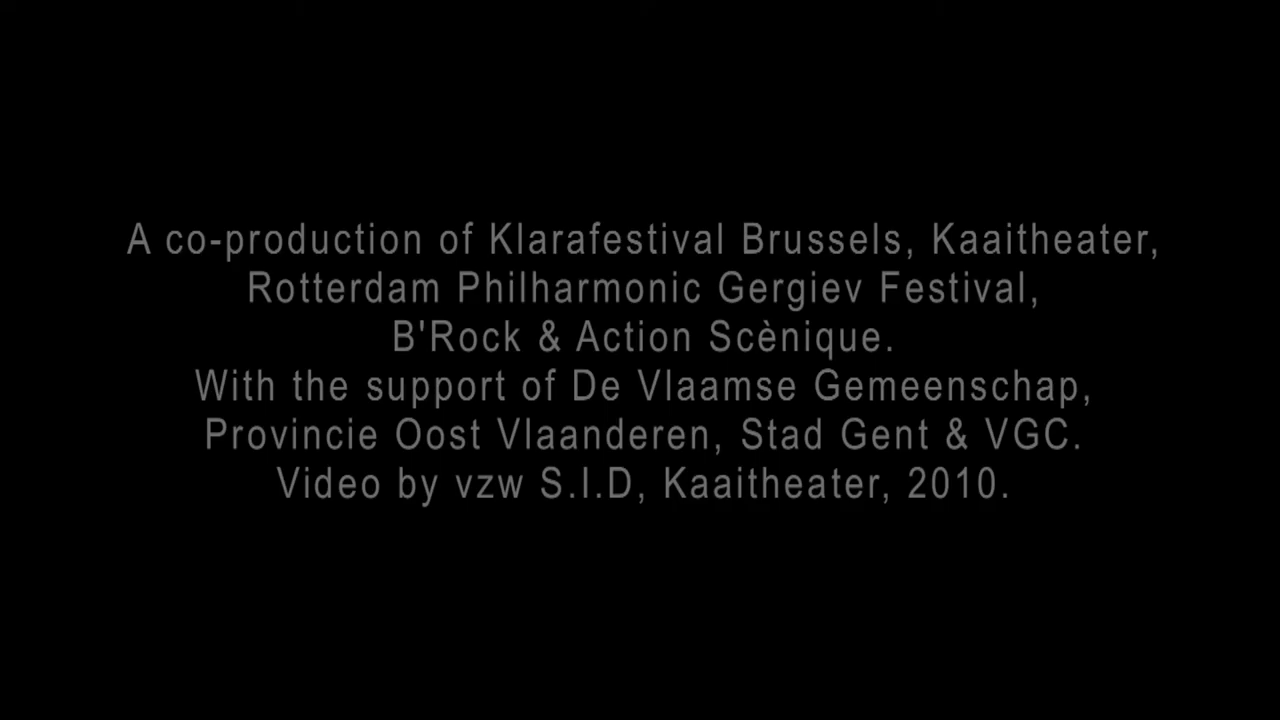 A co-production of Klarafestival Brussels, Kaaitheater,
Rotterdam Philharmonic Gergiev Festival,
B'Rock & Action Scènique.
With the support of De Vlaamse Gemeenschap,
Provincie Oost Vlaanderen, Stad Gent & VGC.
Video by vzw S.I.D, Kaaitheater, 2010.